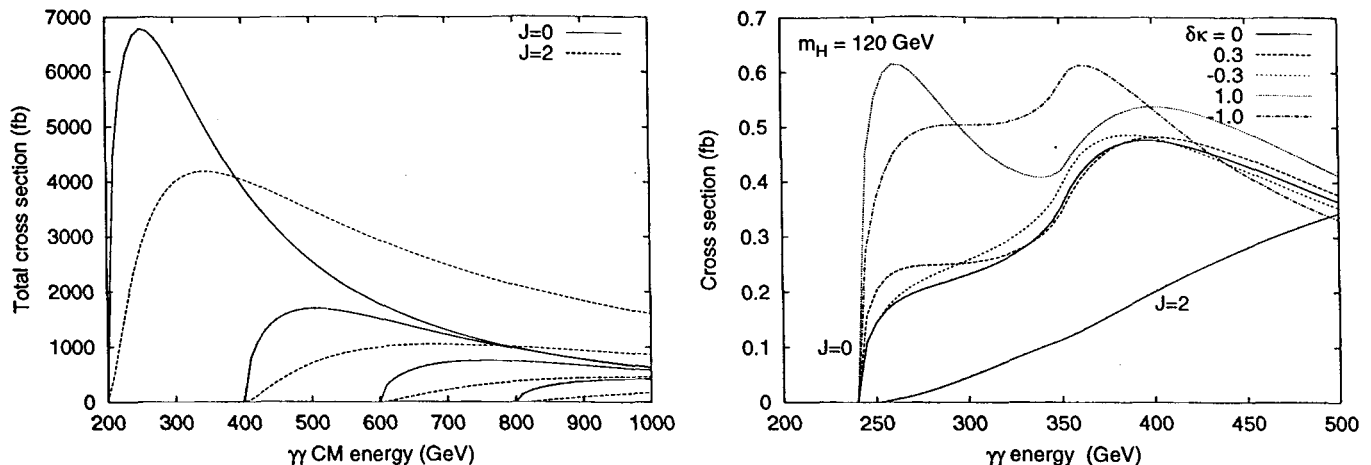 Total cross section (fb)
7000
6000
5000
4000
3000
2000
1000
0
200 300 400 500 600 700 800 900 1000
γγ CM energy (GeV)
J=0
J=2
Cross section (fb)
0.7
0.6
0.5
0.4
0.3
0.2
0.1
0
200 250 300 350 400 450 500
γγ energy (GeV)
m_H = 120 GeV
δκ = 0
0.3
-0.3
1.0
-1.0
J=0
J=2